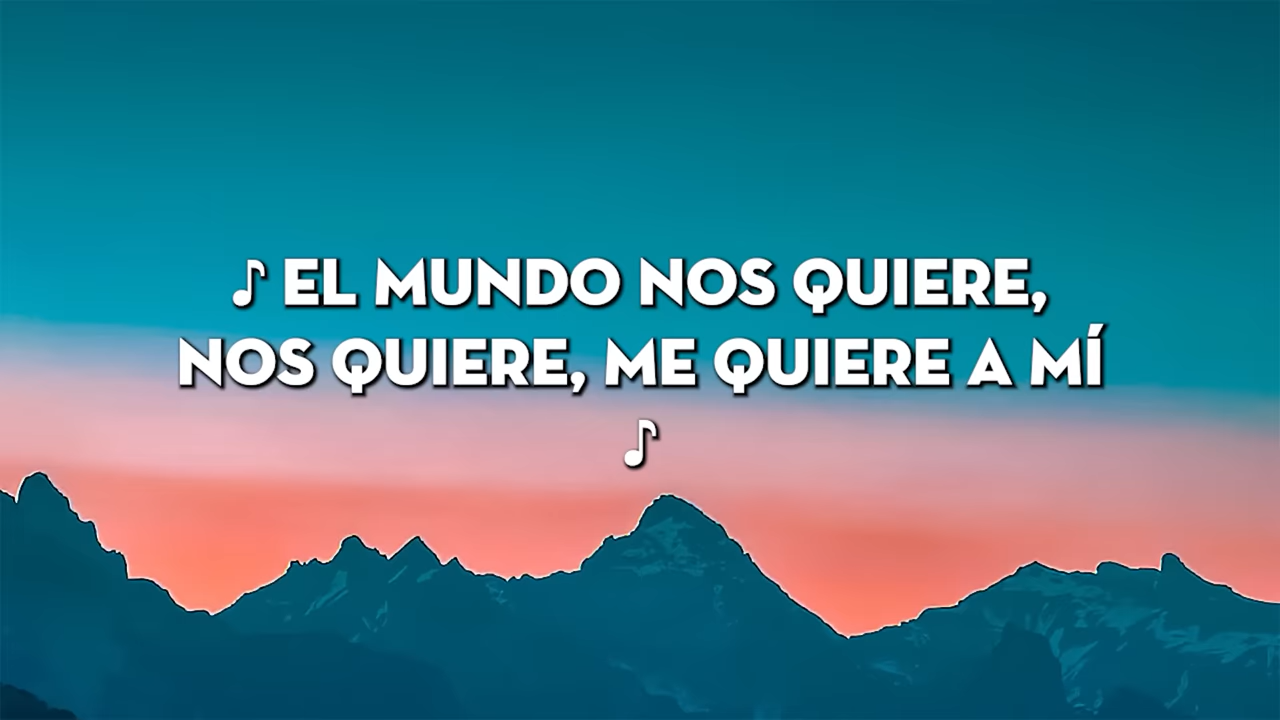 ♪ EL MUNDO NOS QUIERE,
NOS QUIERE, ME QUIERE A MÍ
♪